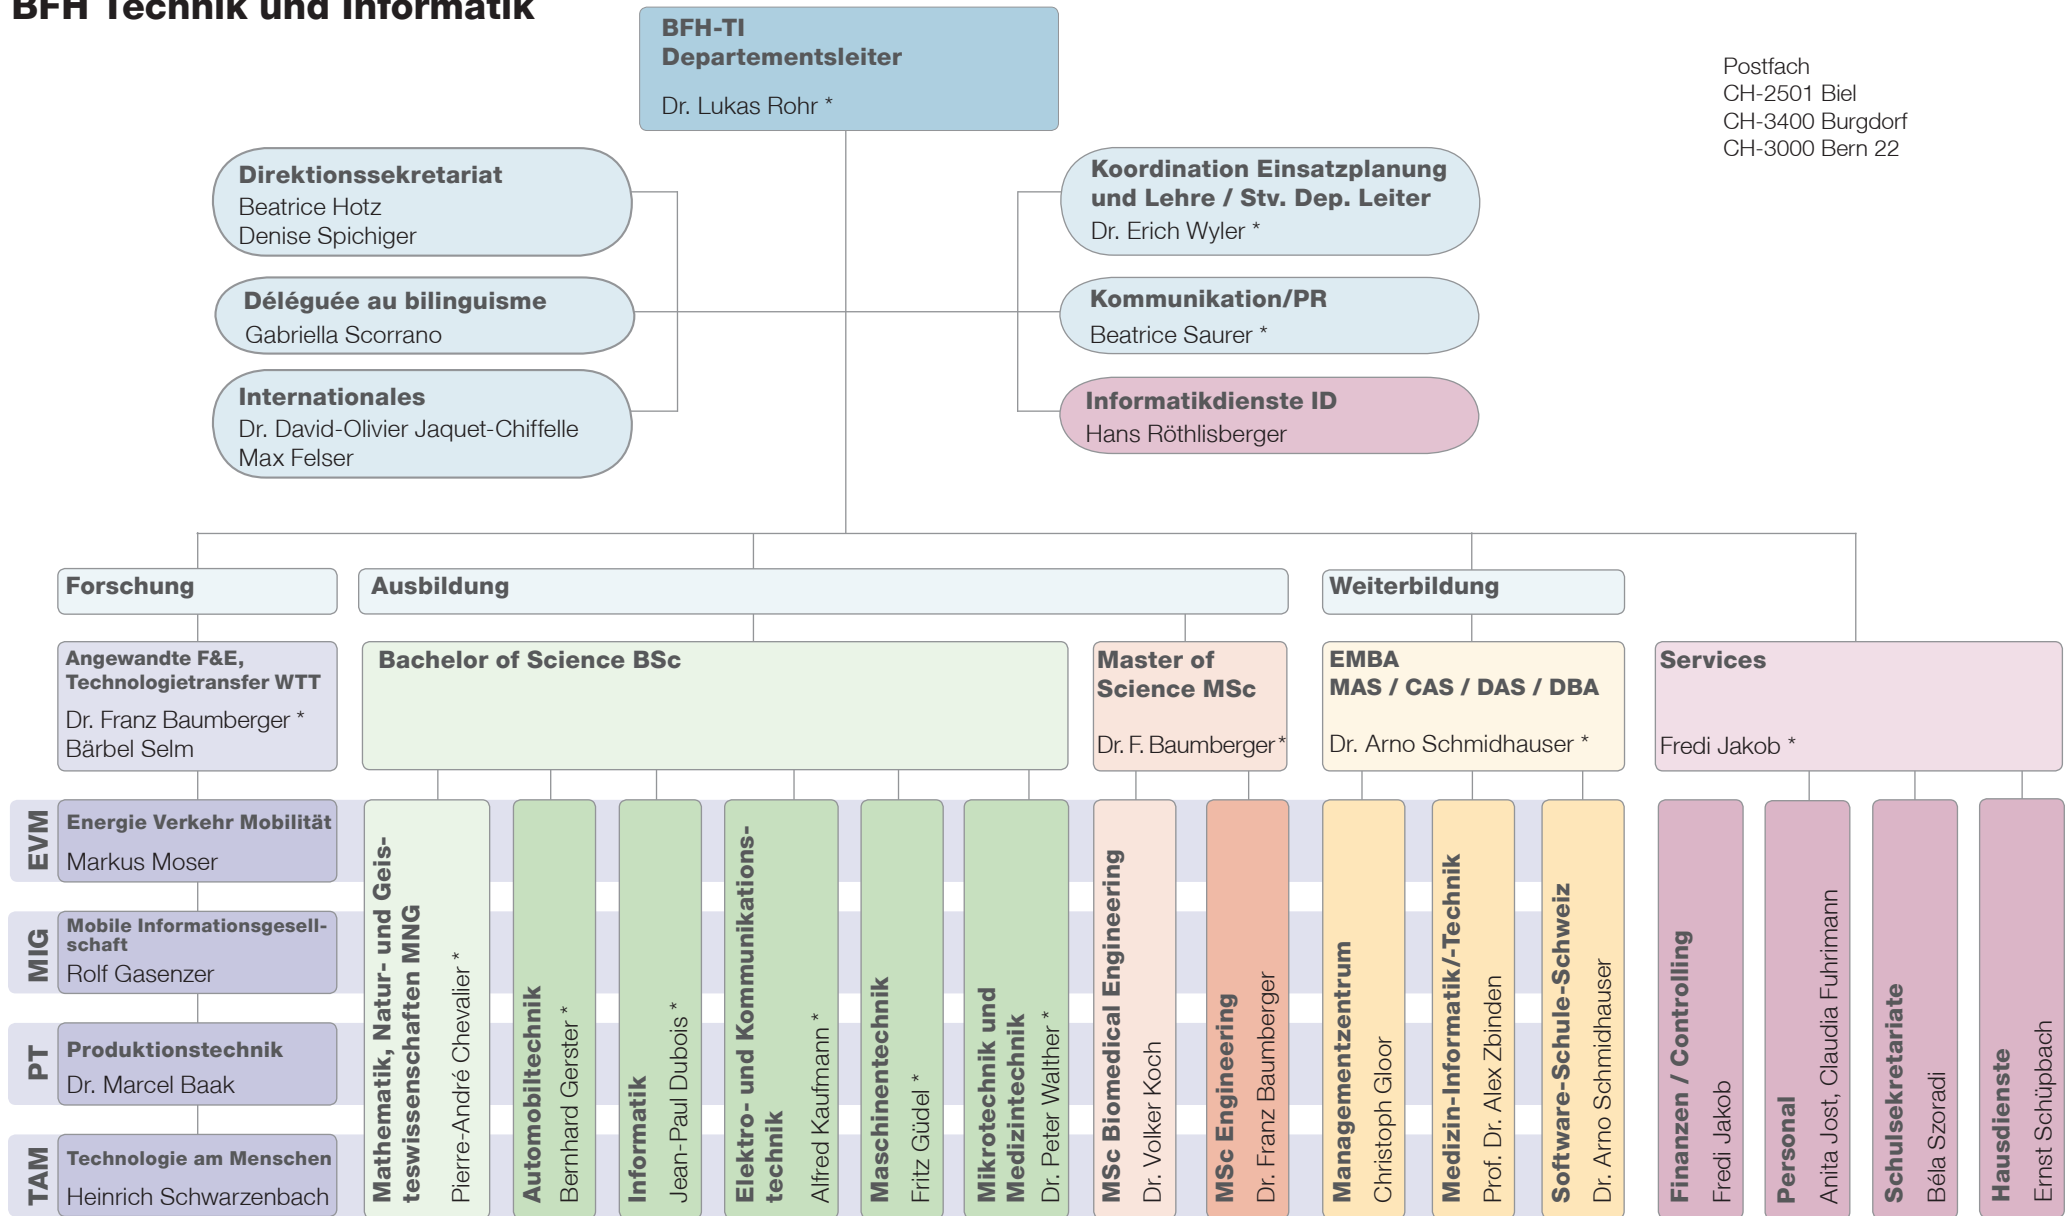 BFH Technik und Informatik
BFH-TI
Departementsleiter
Dr. Lukas Rohr *
Postfach
CH-2501 Biel
CH-3400 Burgdorf
CH-3000 Bern 22
Direktionssekretariat
Beatrice Hotz
Denise Spichiger
Koordination Einsatzplanung
und Lehre / Stv. Dep. Leiter
Dr. Erich Wyler *
Déléguée au bilinguisme
Gabriella Scorrano
Kommunikation/PR
Beatrice Saurer *
Internationales
Dr. David-Olivier Jaquet-Chiffelle
Max Felser
Informatikdienste ID
Hans Röthlisberger
Forschung
Ausbildung
Weiterbildung
Angewandte F&E,
Technologietransfer WTT
Dr. Franz Baumberger *
Bärbel Selm
Bachelor of Science BSc
Master of
Science MSc
Dr. F. Baumberger*
EMBA
MAS / CAS / DAS / DBA
Dr. Arno Schmidhauser *
Services
Fredi Jakob *
EVM
Energie Verkehr Mobilität
Markus Moser
MIG
Mobile Informationsgesell-
schaft
Rolf Gasenzer
PT
Produktionstechnik
Dr. Marcel Baak
TAM
Technologie am Menschen
Heinrich Schwarzenbach
Mathematik, Natur- und Geis-
teswissenschaften MNG
Pierre-André Chevalier *
Automobiltechnik
Bernhard Gerster *
Informatik
Jean-Paul Dubois *
Elektro- und Kommunikations-
technik
Alfred Kaufmann *
Maschinentechnik
Fritz Güdel *
Mikrotechnik und
Medizintechnik
Dr. Peter Walther *
MSc Biomedical Engineering
Dr. Volker Koch
MSc Engineering
Dr. Franz Baumberger
Managementzentrum
Christoph Gloor
Medizin-Informatik/-Technik
Prof. Dr. Alex Zbinden
Software-Schule-Schweiz
Dr. Arno Schmidhauser
Finanzen / Controlling
Fredi Jakob
Personal
Anita Jost, Claudia Fuhrimann
Schulsekretariate
Béla Szoradi
Hausdienste
Ernst Schüpbach